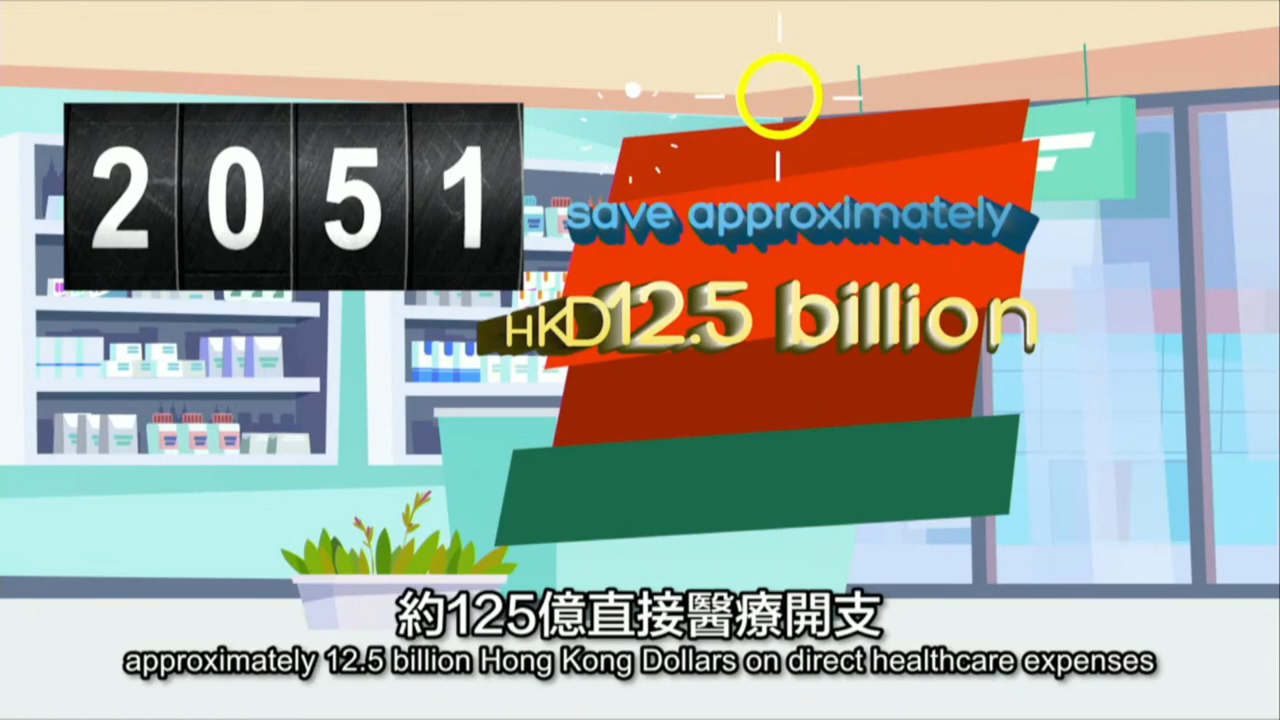 2051
save approximately
HKD12.5 billion
約125億直接醫療開支
approximately 12.5 billion Hong Kong Dollars on direct healthcare expenses